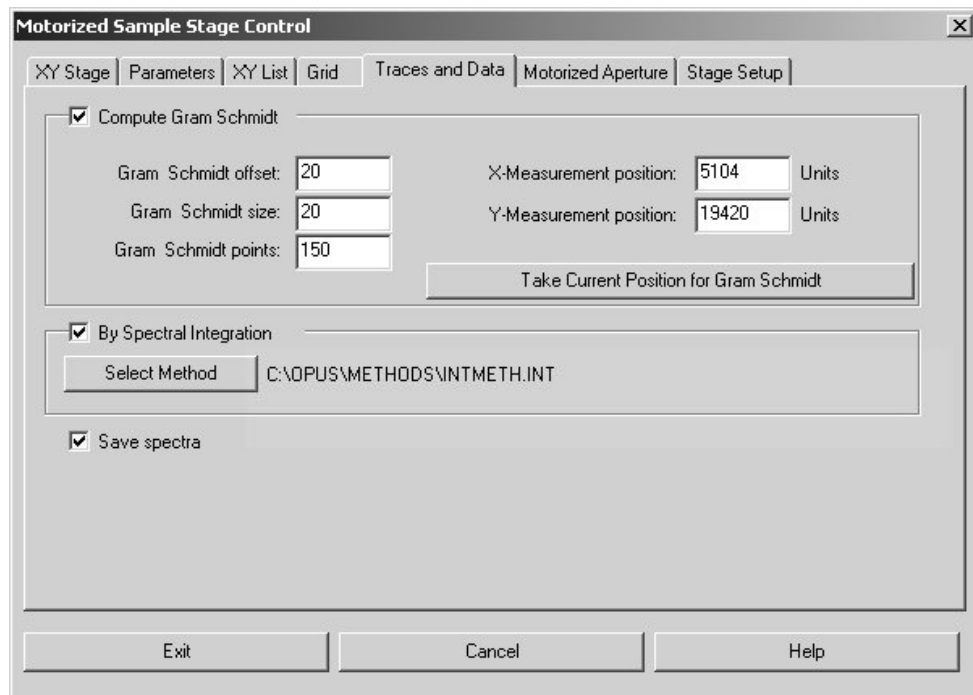 Motorized Sample Stage Control
XY Stage Parameters XY List Grid Traces and Data Motorized Aperture Stage Setup
Compute Gram Schmidt
Gram Schmidt offset: 20 X-Measurement position: 5104 Units
Gram Schmidt size: 20 Y-Measurement position: 19420 Units
Gram Schmidt points: 150
Take Current Position for Gram Schmidt
By Spectral Integration
Select Method C:\OPUS\METHODS\INTMETH.INT
Save spectra
Exit Cancel Help